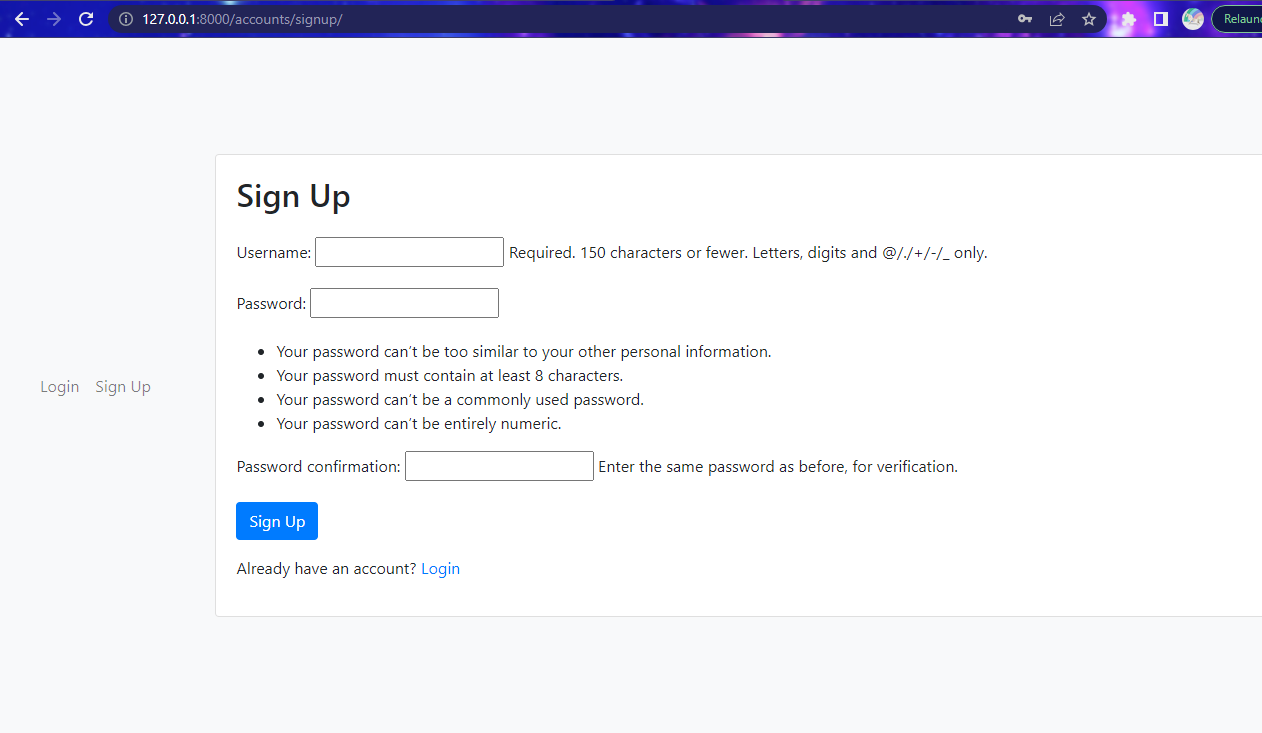 127.0.0.1:8000/accounts/signup/
Sign Up
Username: Required. 150 characters or fewer. Letters, digits and @/./+/-/_ only.
Password:
• Your password can’t be too similar to your other personal information.
• Your password must contain at least 8 characters.
• Your password can’t be a commonly used password.
• Your password can’t be entirely numeric.
Login Sign Up
Password confirmation: Enter the same password as before, for verification.
Sign Up
Already have an account? Login